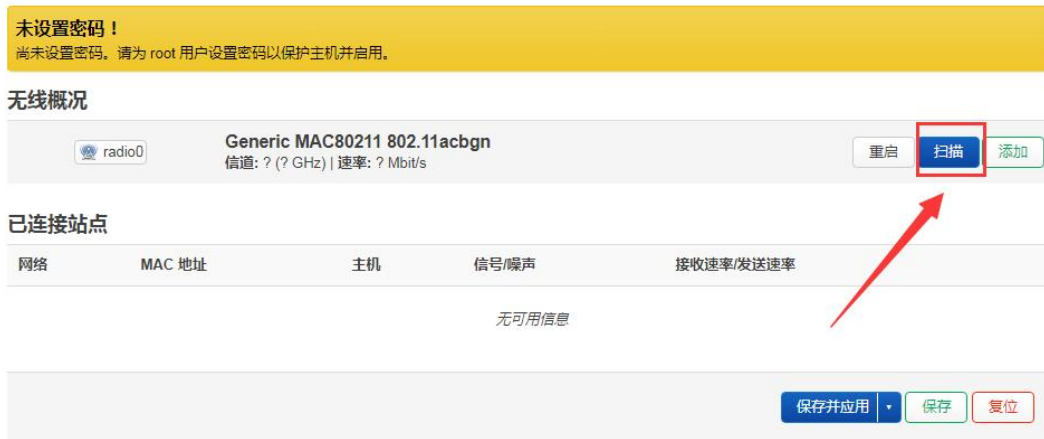 未设置密码！
尚未设置密码。请为 root 用户设置密码以保护主机并启用。
无线概况
radio0 Generic MAC80211 802.11acbgn 重启 扫描 添加
信道: ? (? GHz) | 速率: ? Mbit/s
已连接站点
网络 MAC 地址 主机 信号/噪声 接收速率/发送速率
无可用信息
保存并应用 保存 复位